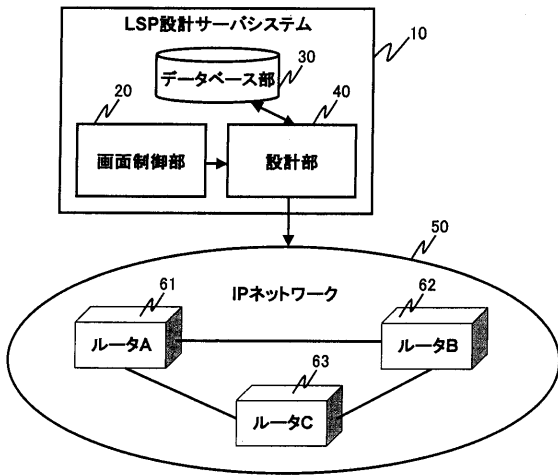 LSP設計サーバシステム
10
データベース部
30
20
40
画面制御部
設計部
50
IPネットワーク
61
62
ルータA
ルータB
63
ルータC